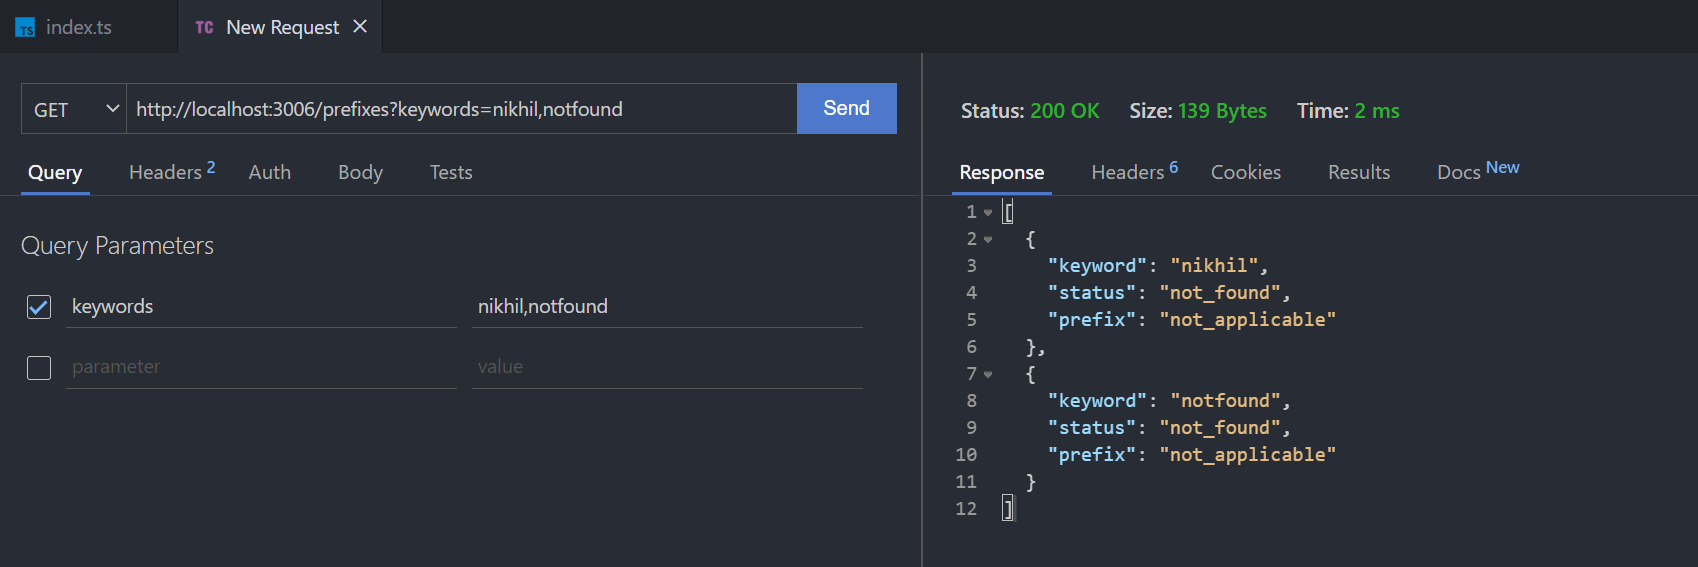 TS index.ts
TC New Request ×
GET http://localhost:3006/prefixes?keywords=nikhil,notfound Send
Query Headers 2 Auth Body Tests
Query Parameters
keywords nikhil,notfound
parameter value
Status: 200 OK Size: 139 Bytes Time: 2 ms
Response Headers 6 Cookies Results Docs New
1 [
2 {
3 "keyword": "nikhil",
4 "status": "not_found",
5 "prefix": "not_applicable"
6 },
7 {
8 "keyword": "notfound",
9 "status": "not_found",
10 "prefix": "not_applicable"
11 }
12 ]